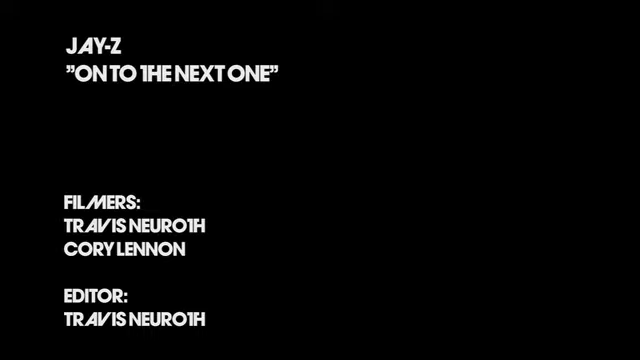 JAY-Z
"ON TO THE NEXT ONE"
FILMERS:
TRAVIS NEUROTH
CORY LENNON
EDITOR:
TRAVIS NEUROTH